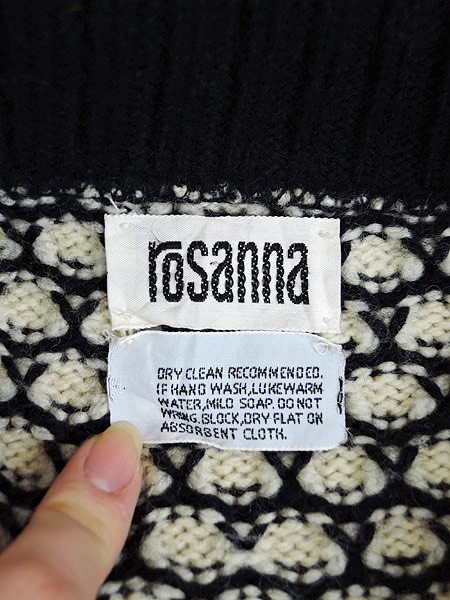 rosanna
DRY CLEAN RECOMMENDED.
IF HAND WASH,LUKEWARM
WATER,MILD SOAP. DO NOT
WRING.BLOCK,DRY FLAT ON
ABSORBENT CLOTH.